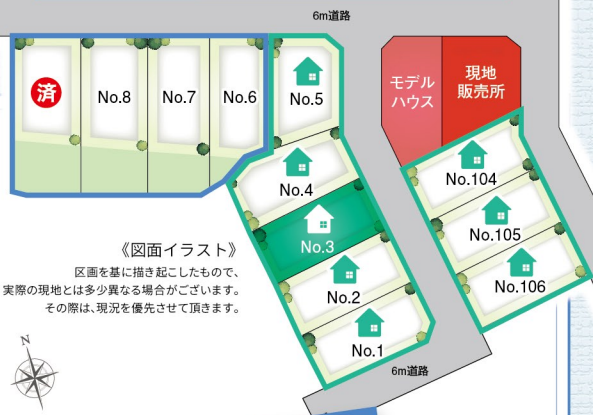 6m道路
済
No.8
No.7
No.6
No.5
モデル
ハウス
現地
販売所
No.4
No.104
No.3
No.105
No.2
No.106
No.1
《図面イラスト》
区画を基に描き起こしたもので、
実際の現地とは多少異なる場合がございます。
その際は、現況を優先させて頂きます。
N
6m道路